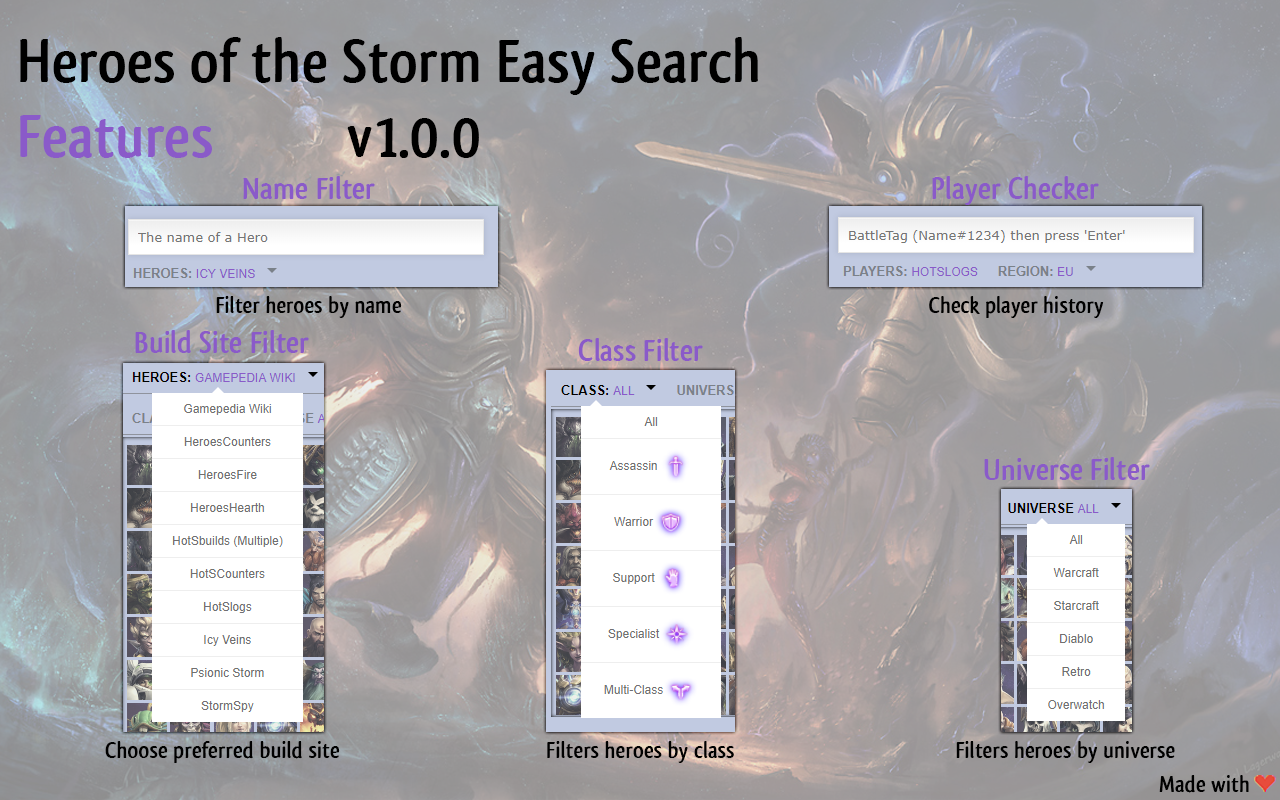 Heroes of the Storm Easy Search
Features v1.0.0
Name Filter
The name of a Hero
HEROES: ICY VEINS
Filter heroes by name
Player Checker
BattleTag (Name#1234) then press 'Enter'
PLAYERS: HOTSLOGS REGION: EU
Check player history
Build Site Filter
HEROES: GAMEPEDIA WIKI
CLA SE A
Gamepedia Wiki
HeroesCounters
HeroesFire
HeroesHearth
HotSbuilds (Multiple)
HotSCounters
HotSlogs
Icy Veins
Psionic Storm
StormSpy
Choose preferred build site
Class Filter
CLASS: ALL UNIVERS
All
Assassin
Warrior
Support
Specialist
Multi-Class
Filters heroes by class
Universe Filter
UNIVERSE ALL
All
Warcraft
Starcraft
Diablo
Retro
Overwatch
Filters heroes by universe
Made with